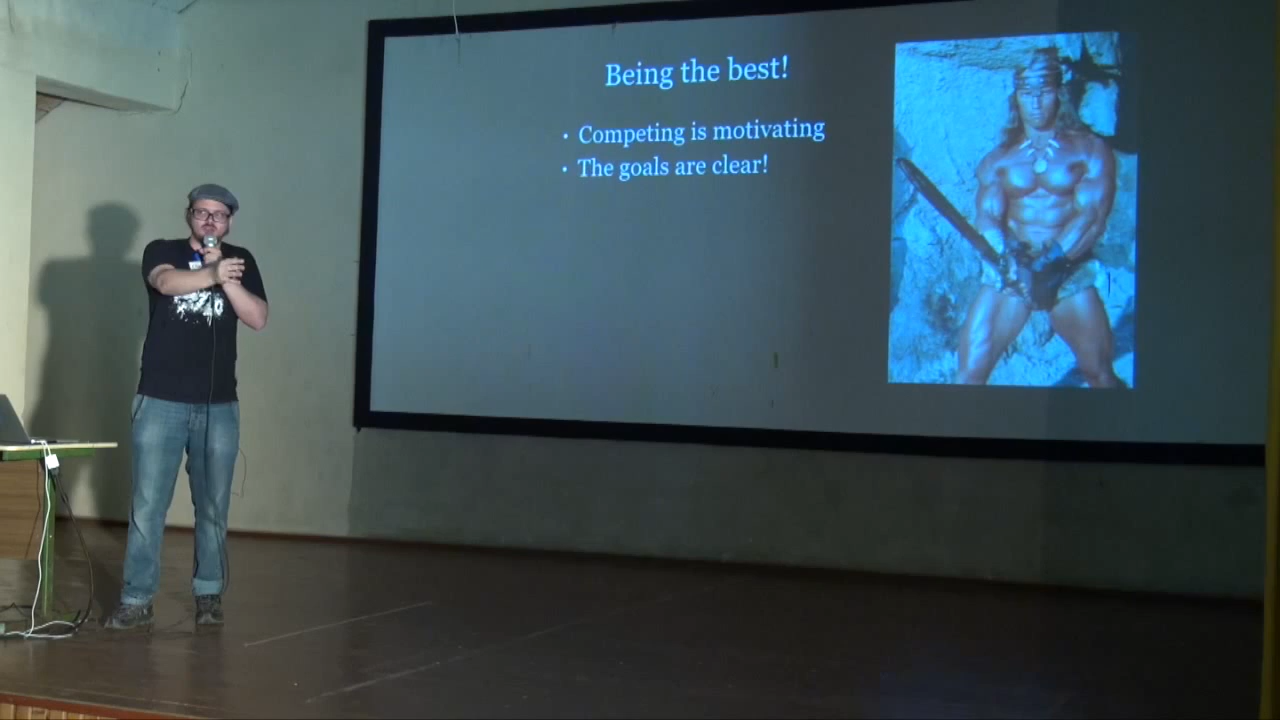 Being the best!
• Competing is motivating
• The goals are clear!